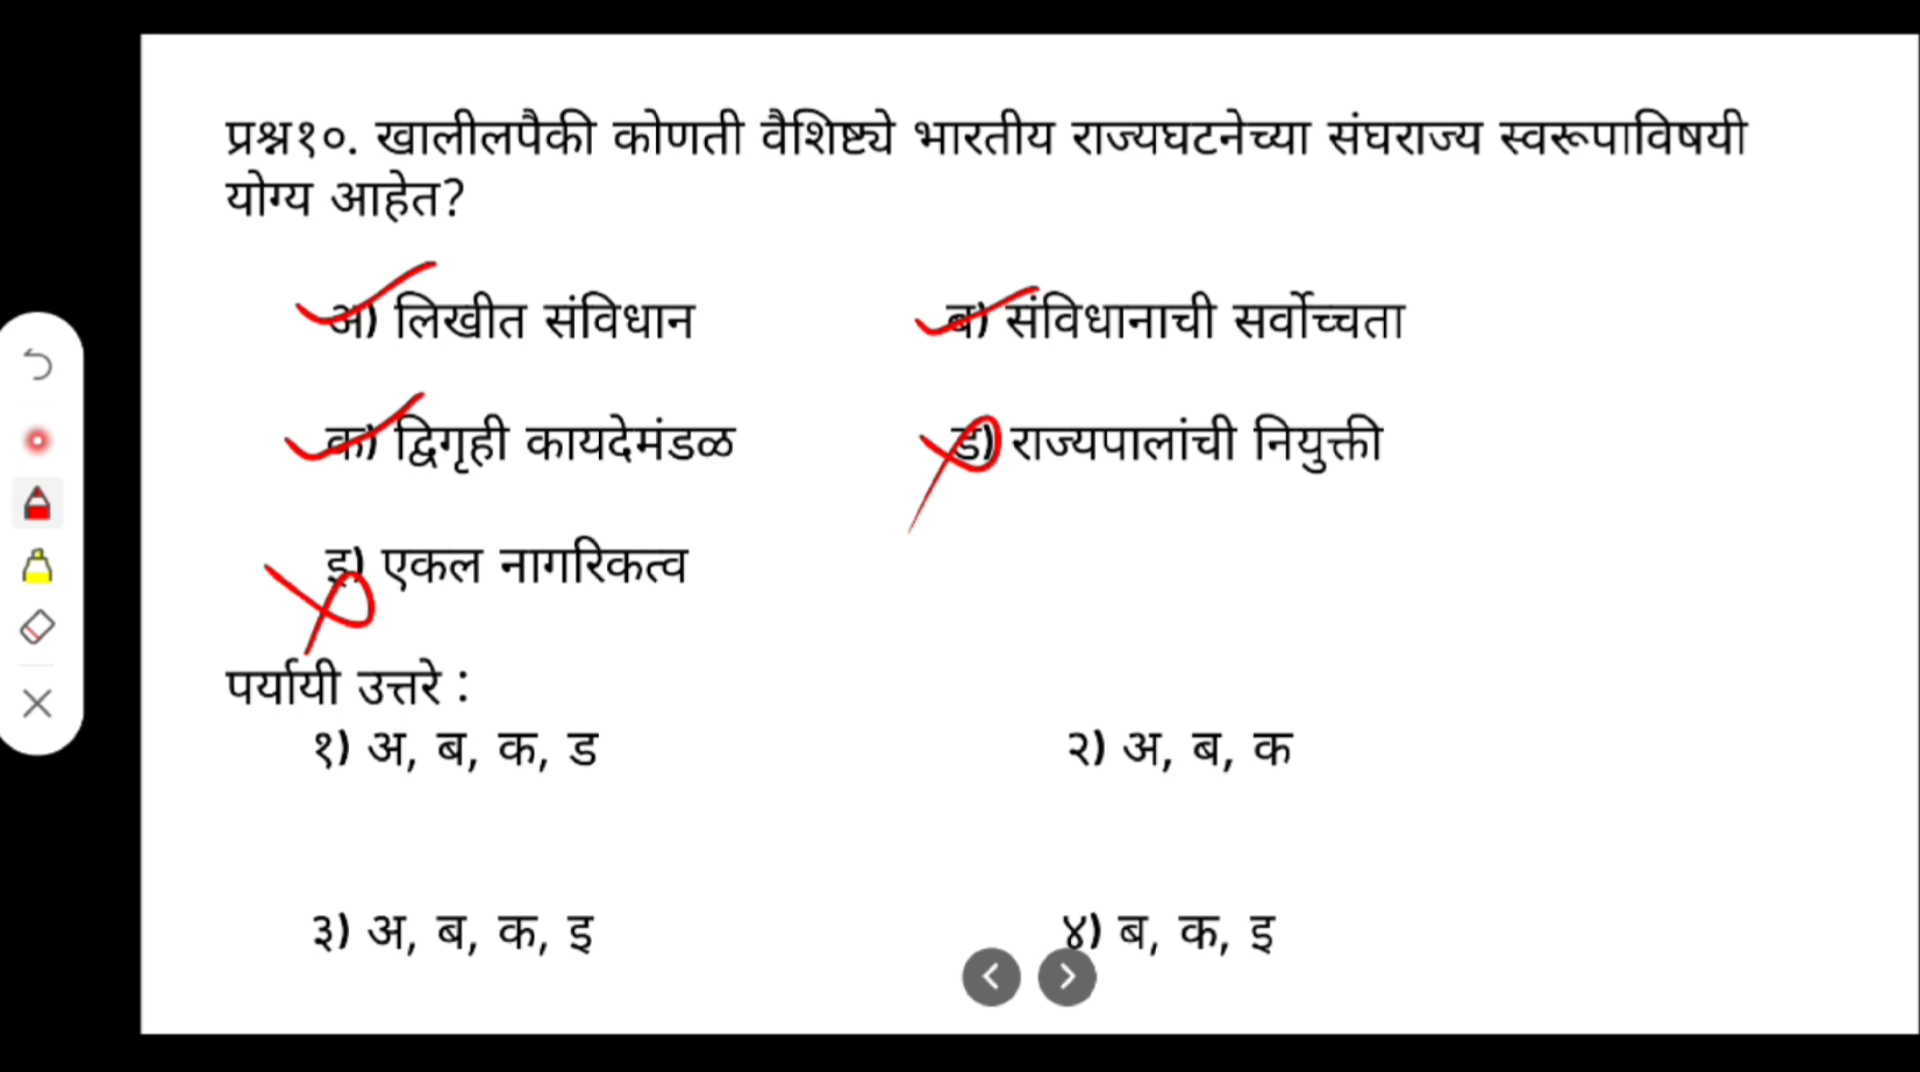 प्रश्न१०. खालीलपैकी कोणती वैशिष्ट्ये भारतीय राज्यघटनेच्या संघराज्य स्वरूपाविषयी
योग्य आहेत?
अ) लिखीत संविधान ब) संविधानाची सर्वोच्चता
क) द्विगृही कायदेमंडळ ड) राज्यपालांची नियुक्ती
इ) एकल नागरिकत्व
पर्यायी उत्तरे :
१) अ, ब, क, ड २) अ, ब, क
३) अ, ब, क, इ ४) ब, क, इ